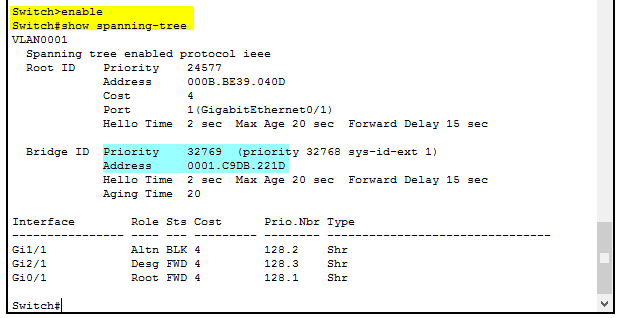 Switch>enable
Switch#show spanning-tree
VLAN0001
Spanning tree enabled protocol ieee
Root ID Priority 24577
Address 000B.BE39.040D
Cost 4
Port 1(GigabitEthernet0/1)
Hello Time 2 sec Max Age 20 sec Forward Delay 15 sec
Bridge ID Priority 32769 (priority 32768 sys-id-ext 1)
Address 0001.C9DB.221D
Hello Time 2 sec Max Age 20 sec Forward Delay 15 sec
Aging Time 20
Interface Role Sts Cost Prio.Nbr Type
---------------- ---- --- --------- -------- --------------------------------
Gi1/1 Altn BLK 4 128.2 Shr
Gi2/1 Desg FWD 4 128.3 Shr
Gi0/1 Root FWD 4 128.1 Shr
Switch#